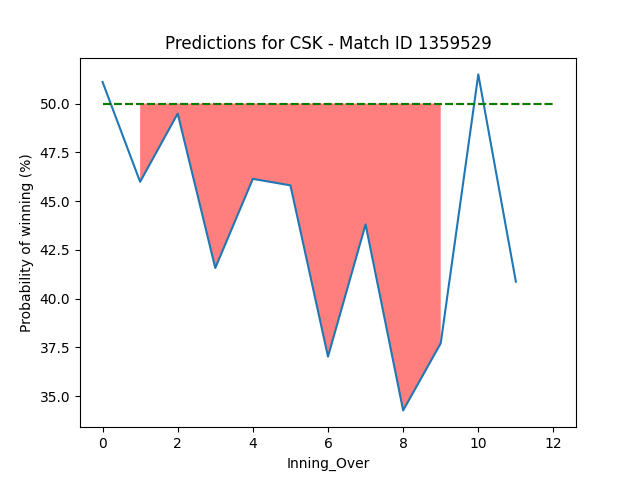 Predictions for CSK - Match ID 1359529
Probability of winning (%)
50.0
47.5
45.0
42.5
40.0
37.5
35.0
0 2 4 6 8 10 12
Inning_Over